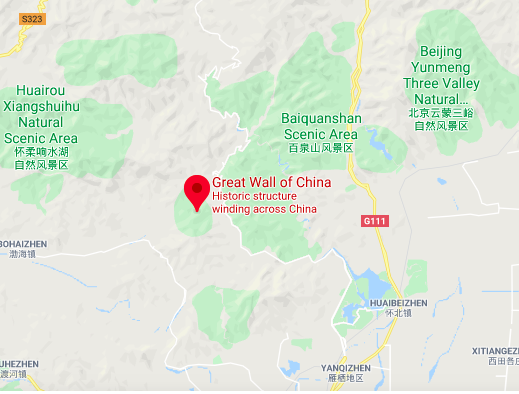 S323
Beijing
Yunmeng
Three Valley
Natural...
北京云蒙三峪
自然风景区
Huairou
Xiangshuihu
Natural
Scenic Area
怀柔响水湖
自然风景区
Baiquanshan
Scenic Area
百泉山风景区
Great Wall of China
Historic structure
winding across China
G111
BOHAIZHEN
渤海镇
HUAIBEIZHEN
怀北镇
XITIANGEZH
西田各庄
YANQIZHEN
雁栖地区
UHEZHEN
渡河镇